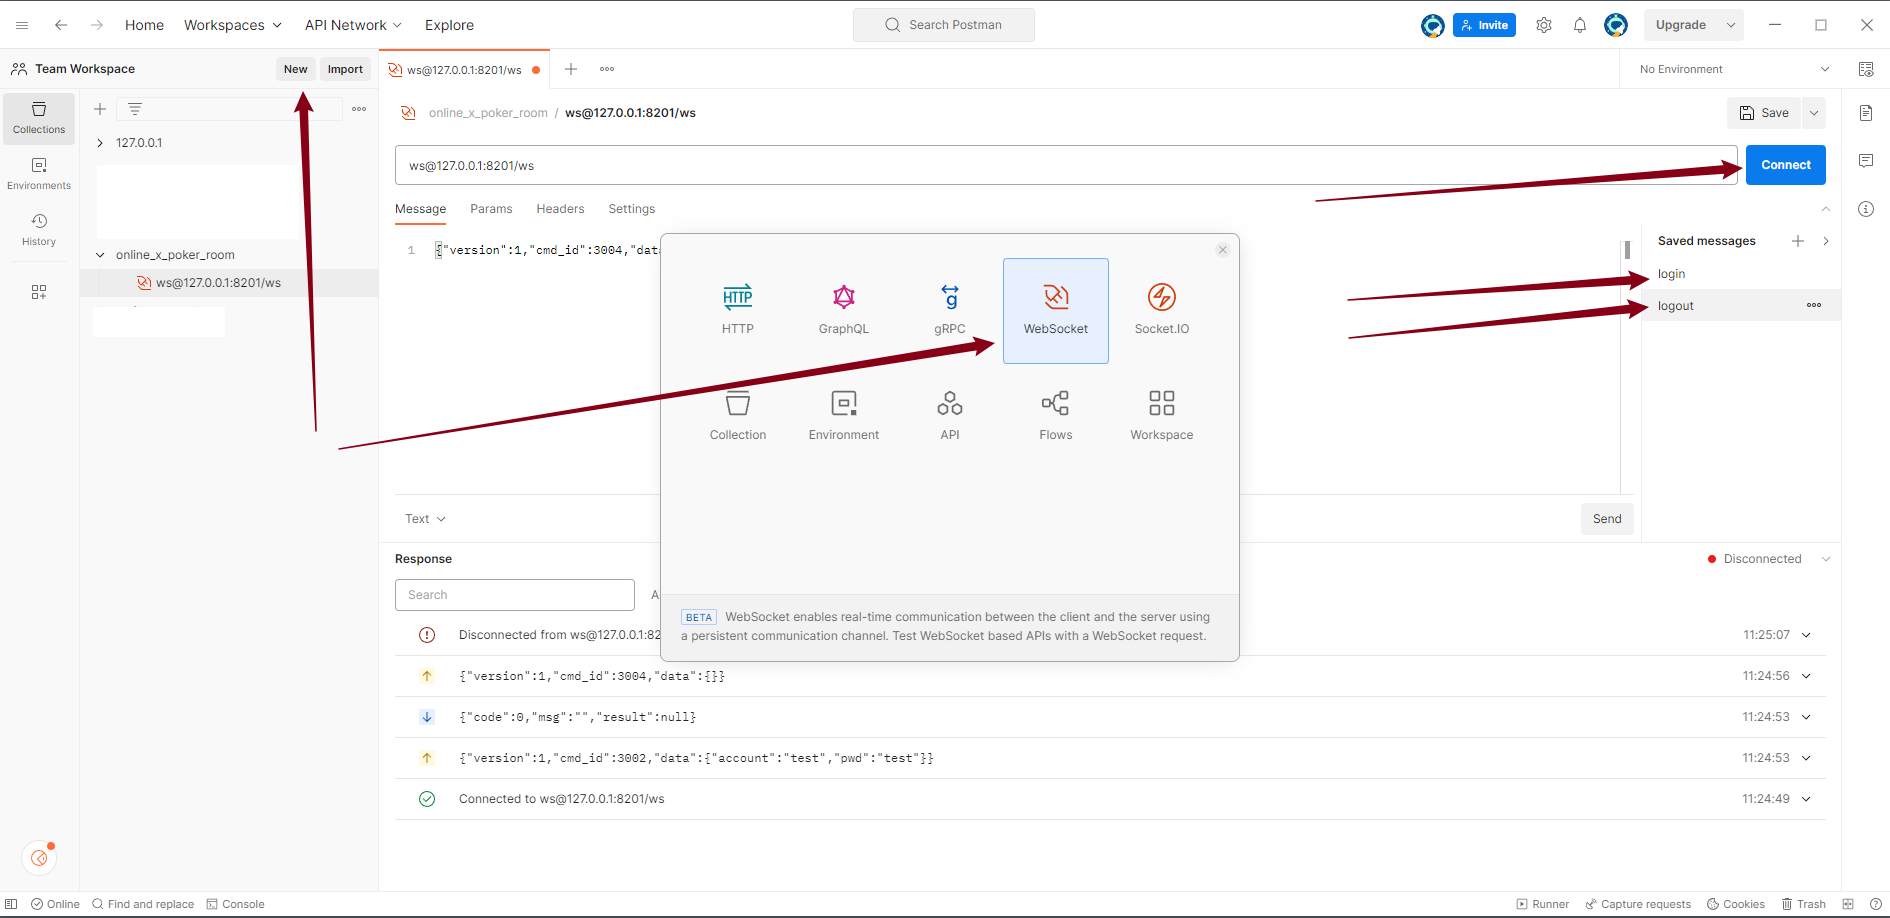 Home Workspaces API Network Explore Search Postman Invite Upgrade
Team Workspace New Import ws@127.0.0.1:8201/ws No Environment
Collections
Environments
History
127.0.0.1
online_x_poker_room
ws@127.0.0.1:8201/ws
online_x_poker_room / ws@127.0.0.1:8201/ws Save
ws@127.0.0.1:8201/ws Connect
Message Params Headers Settings
1 {"version":1,"cmd_id":3004,"data
Saved messages
login
logout
HTTP
HTTP GraphQL gRPC WebSocket Socket.IO
Collection Environment API Flows Workspace
BETA WebSocket enables real-time communication between the client and the server using
a persistent communication channel. Test WebSocket based APIs with a WebSocket request.
Text Send
Response Disconnected
Search A
Disconnected from ws@127.0.0.1:82 11:25:07
{"version":1,"cmd_id":3004,"data":{}} 11:24:56
{"code":0,"msg":"","result":null} 11:24:53
{"version":1,"cmd_id":3002,"data":{"account":"test","pwd":"test"}} 11:24:53
Connected to ws@127.0.0.1:8201/ws 11:24:49
Online Find and replace Console Runner Capture requests Cookies Trash